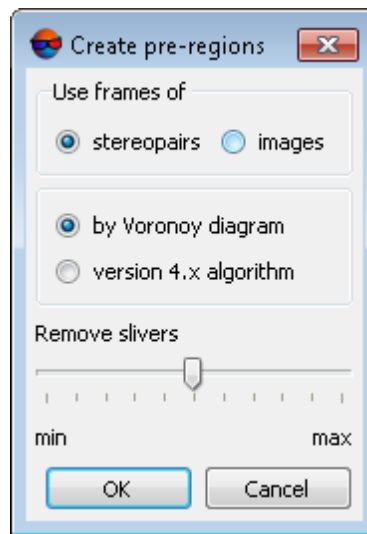 Create pre-regions
Use frames of
stereopairs images
by Voronoy diagram
version 4.x algorithm
Remove slivers
min max
OK Cancel